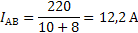 I_AB = 220 / (10 + 8) = 12,2 A